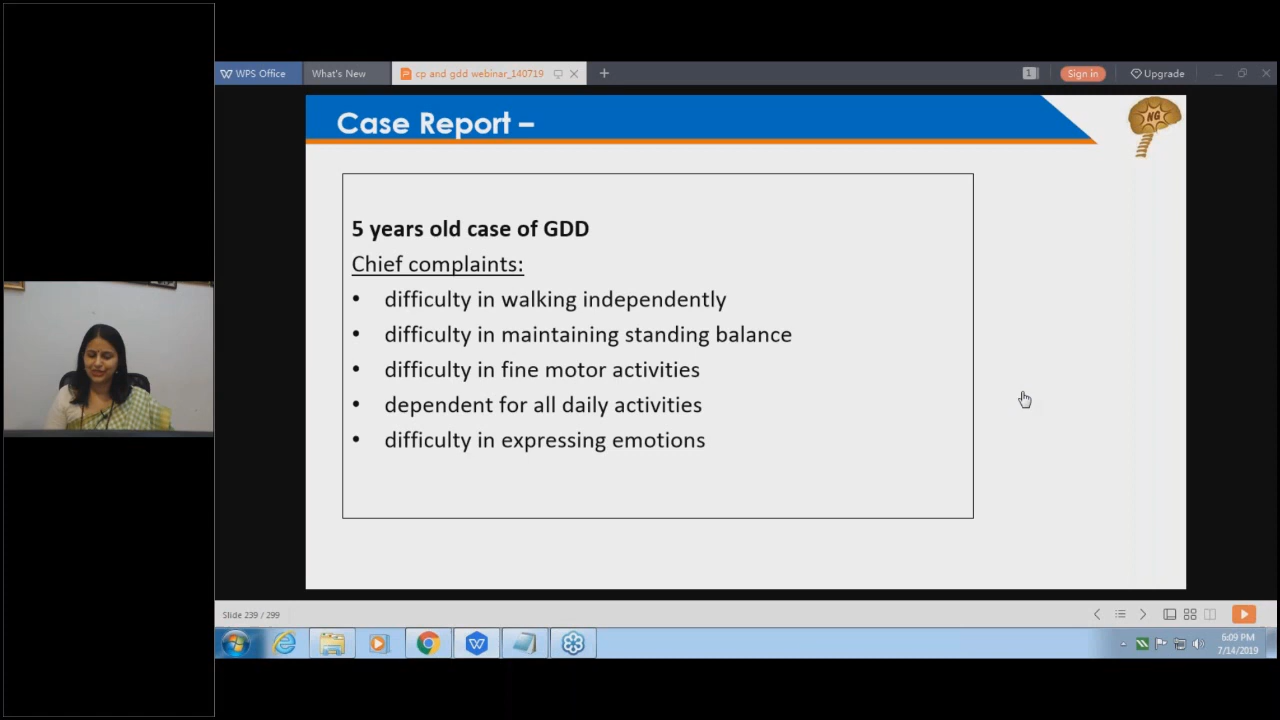 WPS Office
What's New
cp and gdd webinar_140719
1
Sign in
Upgrade
Case Report –
NG
5 years old case of GDD
Chief complaints:
• difficulty in walking independently
• difficulty in maintaining standing balance
• difficulty in fine motor activities
• dependent for all daily activities
• difficulty in expressing emotions
Slide 239 / 299
6:09 PM
7/14/2019